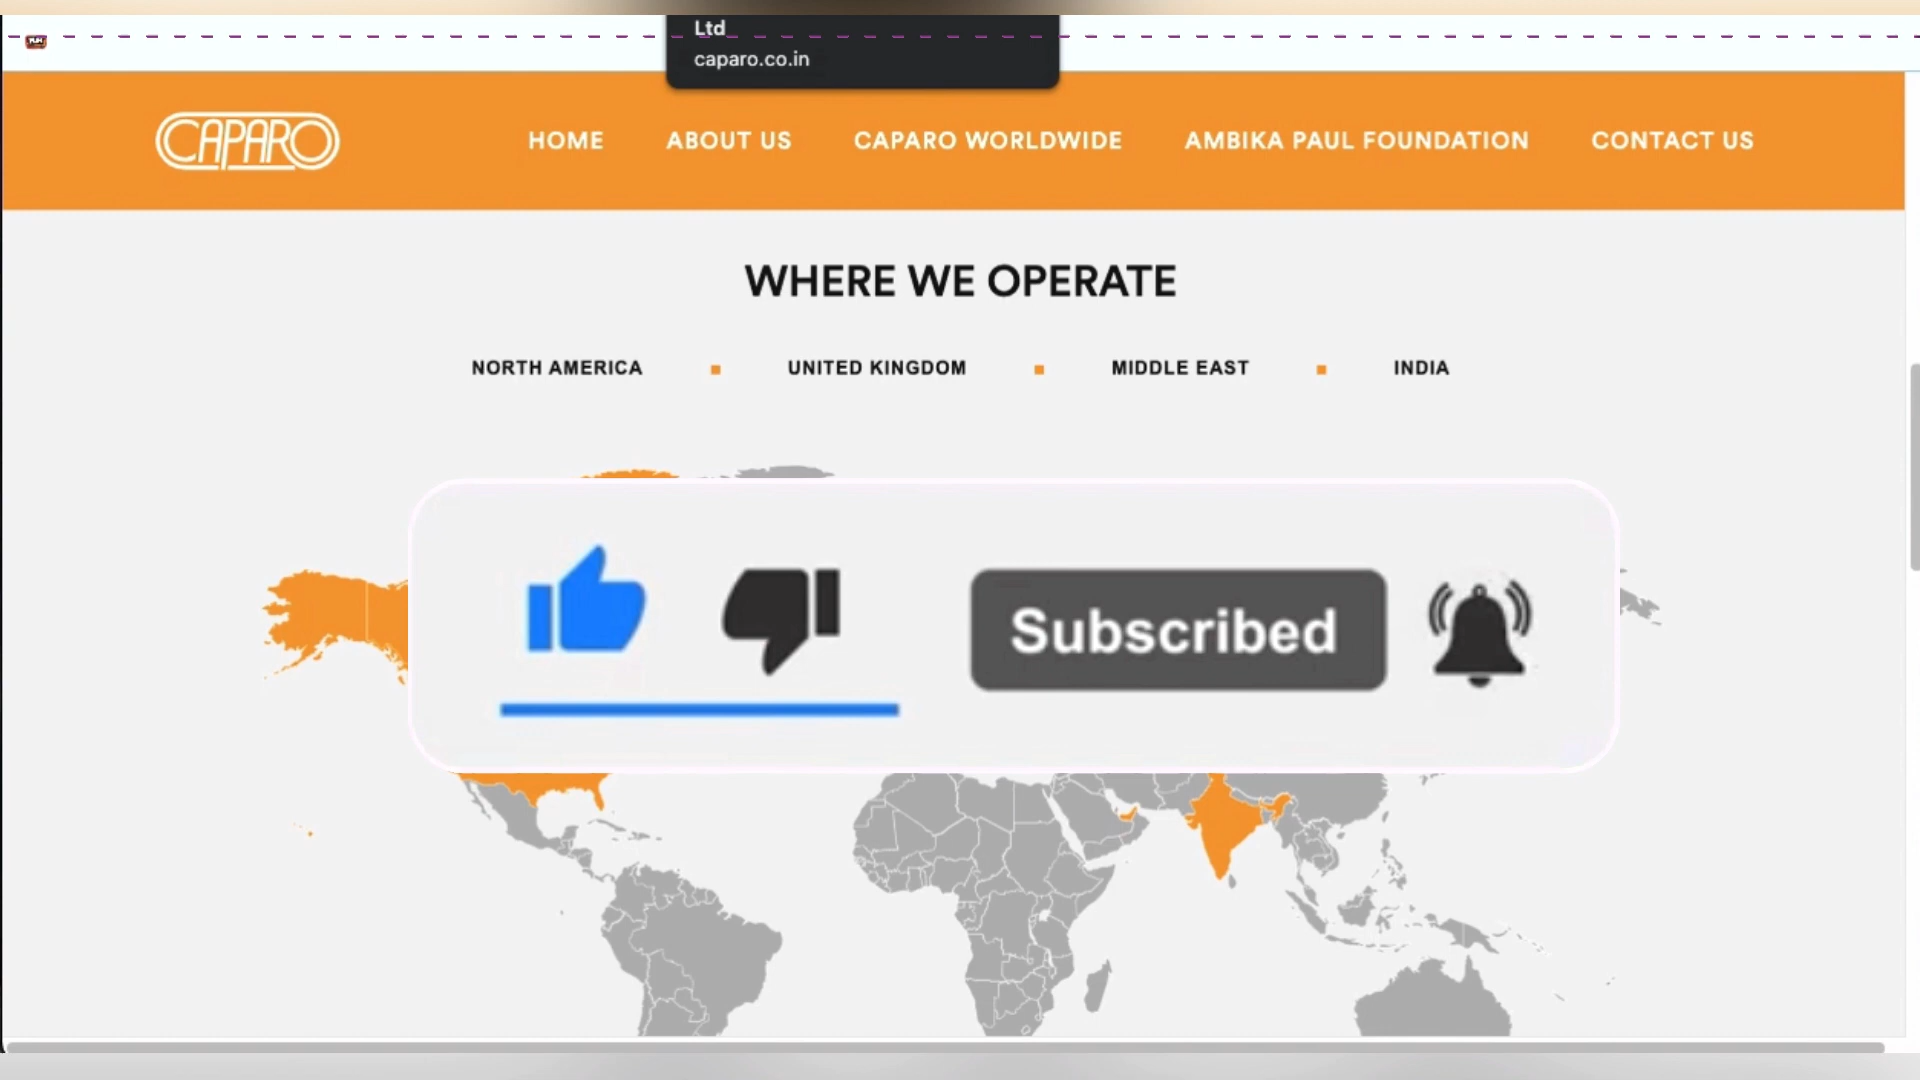 Ltd
caparo.co.in
CAPARO
HOME
ABOUT US
CAPARO WORLDWIDE
AMBIKA PAUL FOUNDATION
CONTACT US
WHERE WE OPERATE
NORTH AMERICA
UNITED KINGDOM
MIDDLE EAST
INDIA
Subscribed